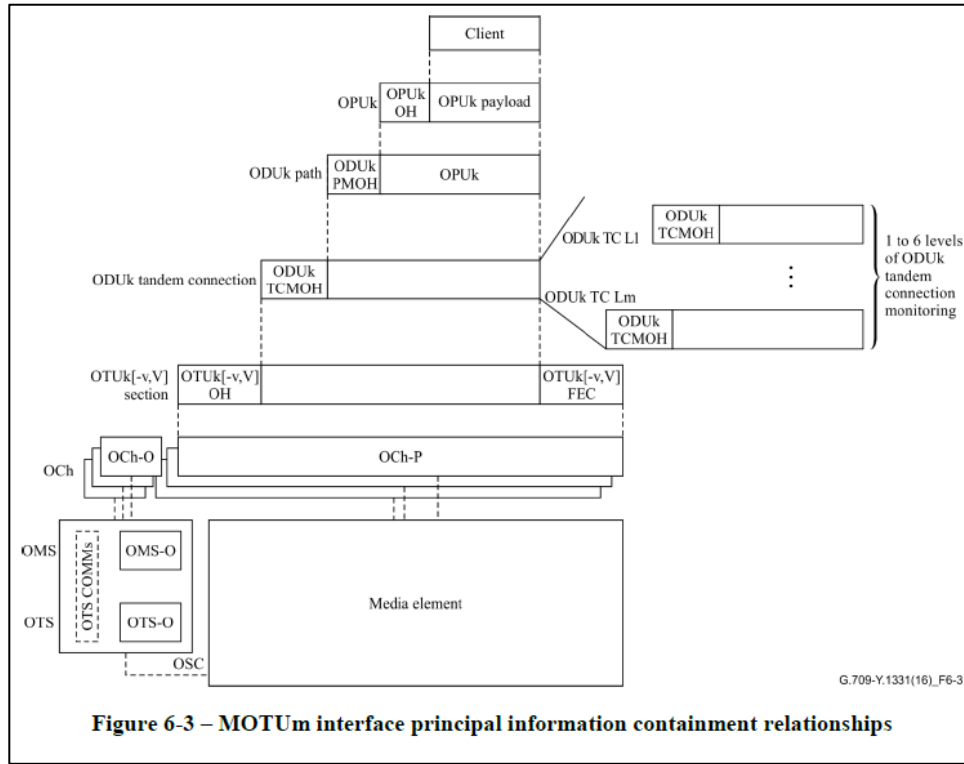 Client
OPUk
OPUk
OH
OPUk payload
ODUk path
ODUk
PMOH
OPUk
ODUk TC L1
ODUk
TCMOH
ODUk tandem connection
ODUk
TCMOH
ODUk TC Lm
⋮
ODUk
TCMOH
1 to 6 levels
of ODUk
tandem
connection
monitoring
OTUk[-v,V]
section
OTUk[-v,V]
OH
OTUk[-v,V]
FEC
OCh
OCh-O
OCh-P
OMS
OTS COMMs
OMS-O
OTS
OTS-O
Media element
OSC
G.709-Y.1331(16)_F6-3
Figure 6-3 – MOTUm interface principal information containment relationships